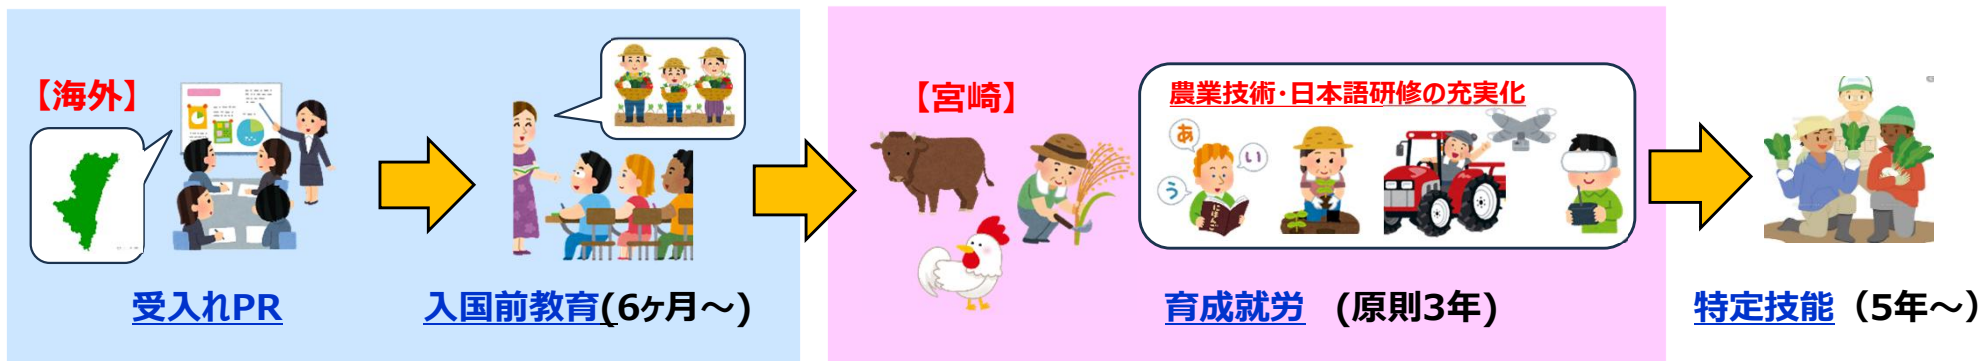 【海外】
受入れPR
入国前教育(6ヶ月～)
【宮崎】
農業技術･日本語研修の充実化
あ
い
う
にほんご
育成就労 (原則3年)
特定技能（5年～）